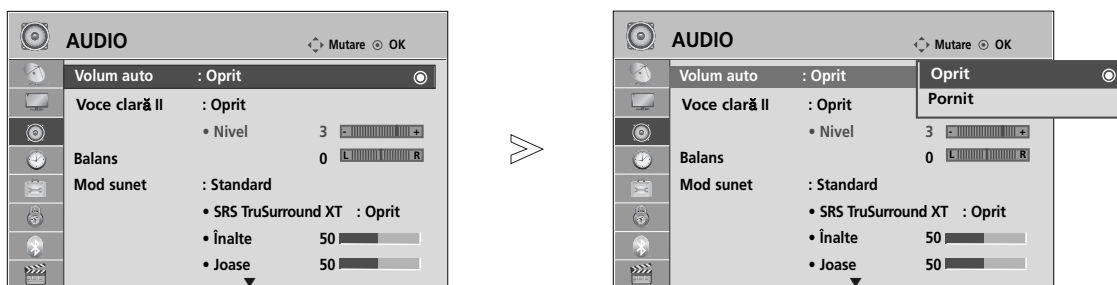 AUDIO Mutare OK
Volum auto : Oprit
Voce clară II : Oprit
• Nivel 3 - +
Balans 0 L R
Mod sunet : Standard
• SRS TruSurround XT : Oprit
• Înalte 50
• Joase 50
AUDIO Mutare OK
Volum auto : Oprit
Oprit
Pornit
Voce clară II : Oprit
• Nivel 3 - +
Balans 0 L R
Mod sunet : Standard
• SRS TruSurround XT : Oprit
• Înalte 50
• Joase 50